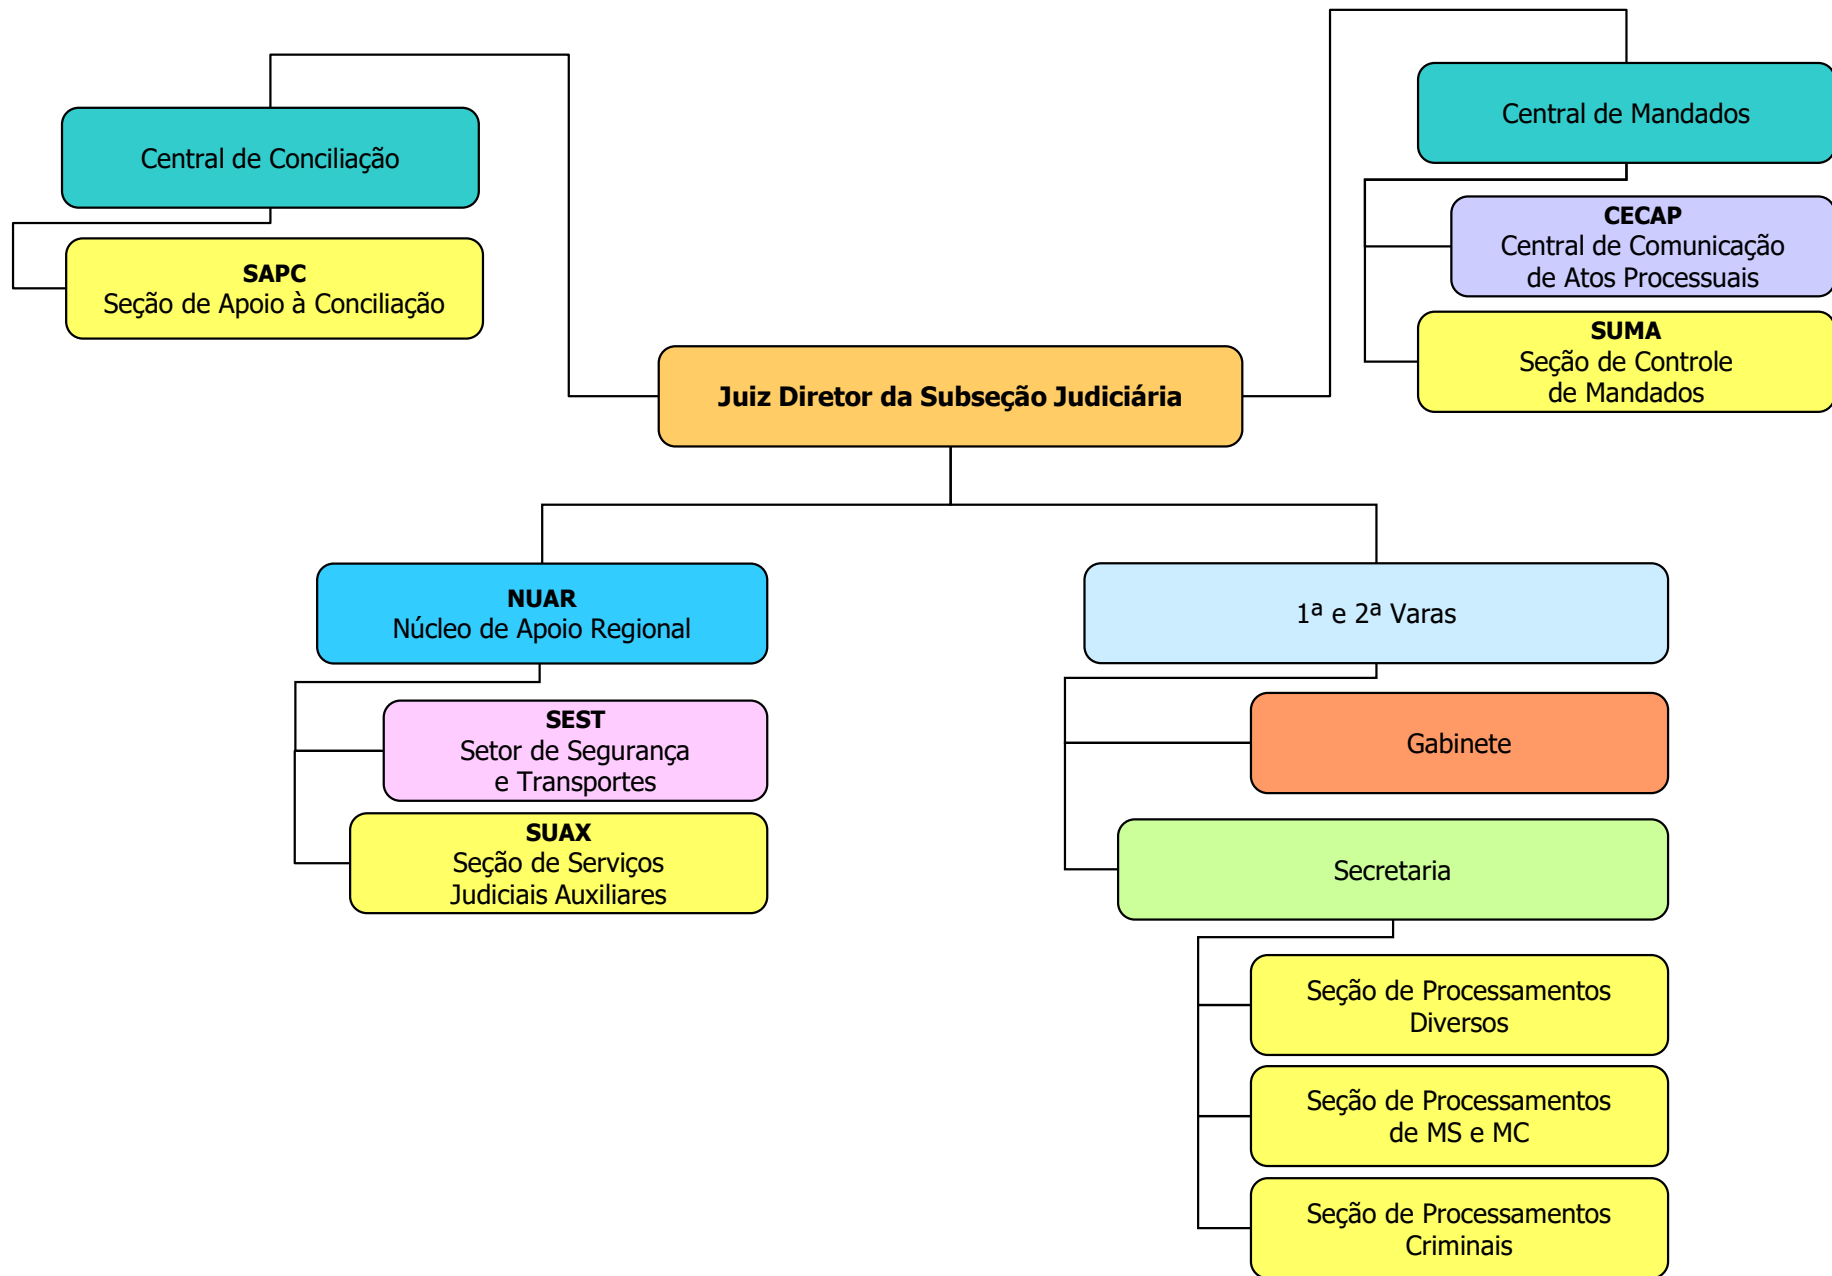 Central de Conciliação
SAPC
Seção de Apoio à Conciliação
Central de Mandados
CECAP
Central de Comunicação
de Atos Processuais
SUMA
Seção de Controle
de Mandados
Juiz Diretor da Subseção Judiciária
NUAR
Núcleo de Apoio Regional
SEST
Setor de Segurança
e Transportes
SUAX
Seção de Serviços
Judiciais Auxiliares
1ª e 2ª Varas
Gabinete
Secretaria
Seção de Processamentos
Diversos
Seção de Processamentos
de MS e MC
Seção de Processamentos
Criminais